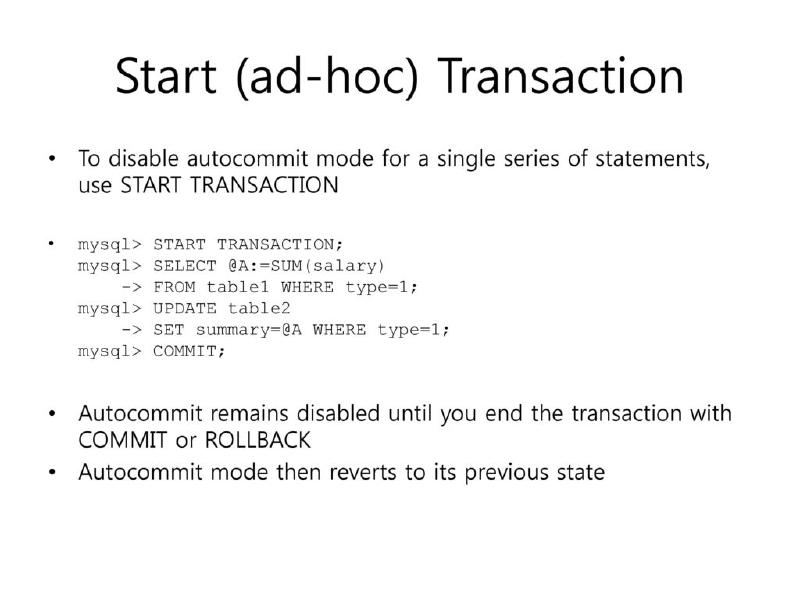 Start (ad-hoc) Transaction
• To disable autocommit mode for a single series of statements,
use START TRANSACTION
• mysql> START TRANSACTION;
mysql> SELECT @A:=SUM(salary)
-> FROM table1 WHERE type=1;
mysql> UPDATE table2
-> SET summary=@A WHERE type=1;
mysql> COMMIT;
• Autocommit remains disabled until you end the transaction with
COMMIT or ROLLBACK
• Autocommit mode then reverts to its previous state